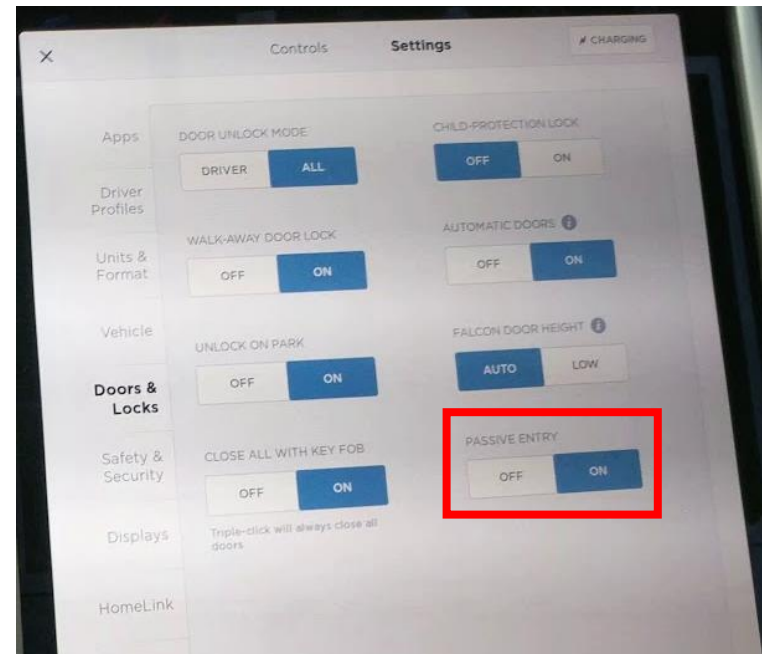 ×
Controls
Settings
CHARGING
Apps
Driver
Profiles
Units &
Format
Vehicle
Doors &
Locks
Safety &
Security
Displays
HomeLink
DOOR UNLOCK MODE
DRIVER ALL
CHILD-PROTECTION LOCK
OFF ON
WALK-AWAY DOOR LOCK
OFF ON
AUTOMATIC DOORS
OFF ON
UNLOCK ON PARK
OFF ON
FALCON DOOR HEIGHT
AUTO LOW
CLOSE ALL WITH KEY FOB
OFF ON
Triple-click will always close all
doors
PASSIVE ENTRY
OFF ON